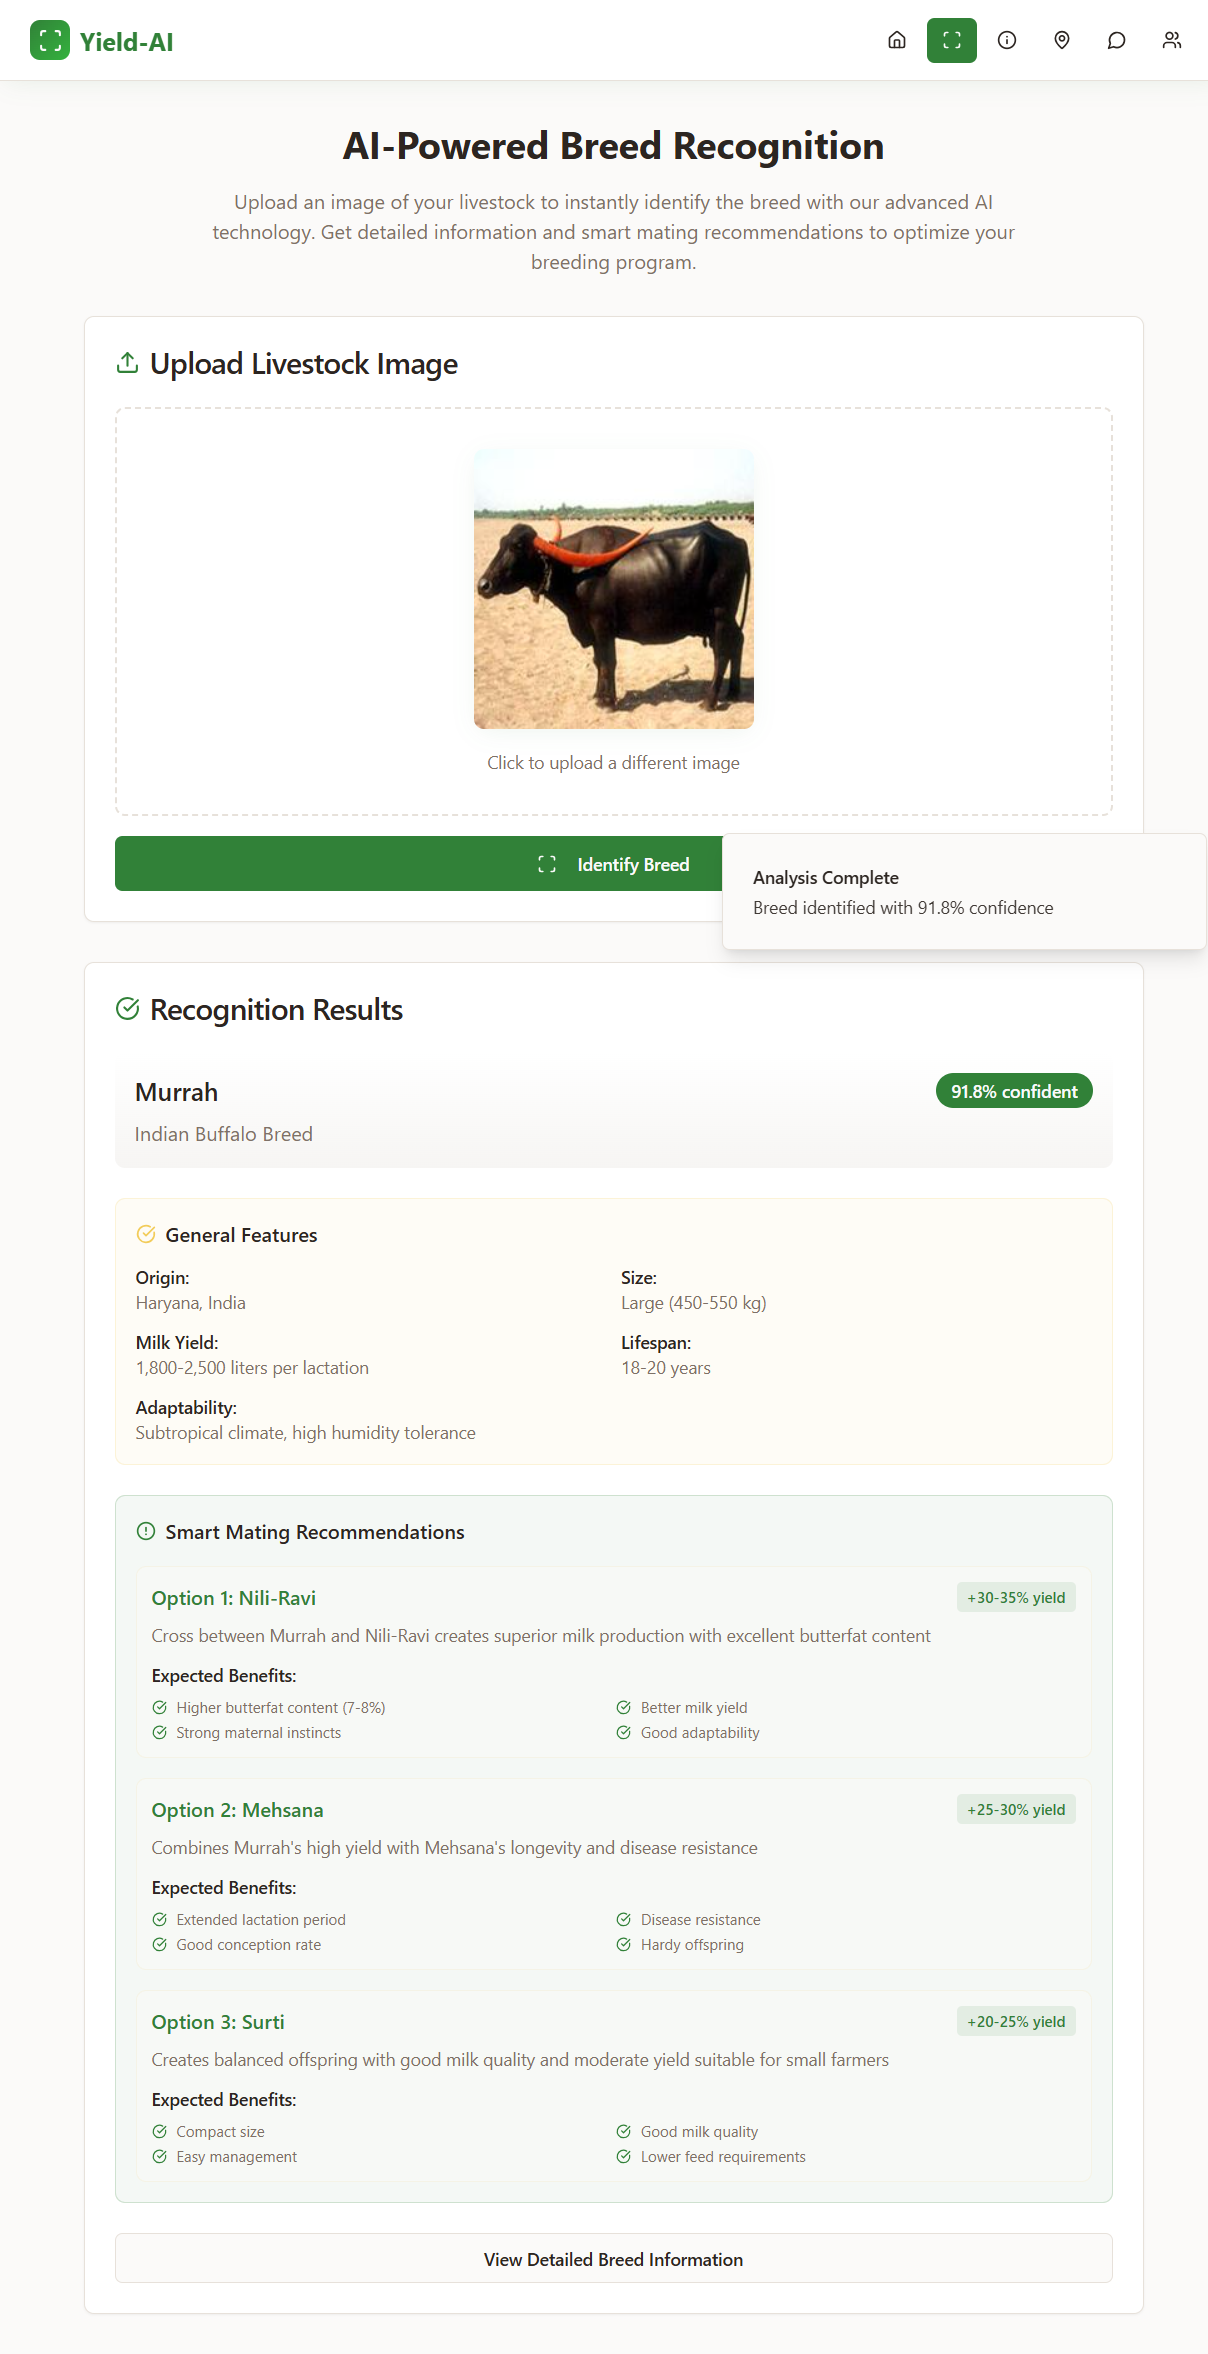 Yield-AI
AI-Powered Breed Recognition
Upload an image of your livestock to instantly identify the breed with our advanced AI
technology. Get detailed information and smart mating recommendations to optimize your
breeding program.
Upload Livestock Image
Click to upload a different image
Identify Breed
Analysis Complete
Breed identified with 91.8% confidence
Recognition Results
Murrah
91.8% confident
Indian Buffalo Breed
General Features
Origin:
Haryana, India
Size:
Large (450-550 kg)
Milk Yield:
1,800-2,500 liters per lactation
Lifespan:
18-20 years
Adaptability:
Subtropical climate, high humidity tolerance
Smart Mating Recommendations
Option 1: Nili-Ravi
+30-35% yield
Cross between Murrah and Nili-Ravi creates superior milk production with excellent butterfat content
Expected Benefits:
Higher butterfat content (7-8%)
Better milk yield
Strong maternal instincts
Good adaptability
Option 2: Mehsana
+25-30% yield
Combines Murrah's high yield with Mehsana's longevity and disease resistance
Expected Benefits:
Extended lactation period
Disease resistance
Good conception rate
Hardy offspring
Option 3: Surti
+20-25% yield
Creates balanced offspring with good milk quality and moderate yield suitable for small farmers
Expected Benefits:
Compact size
Good milk quality
Easy management
Lower feed requirements
View Detailed Breed Information